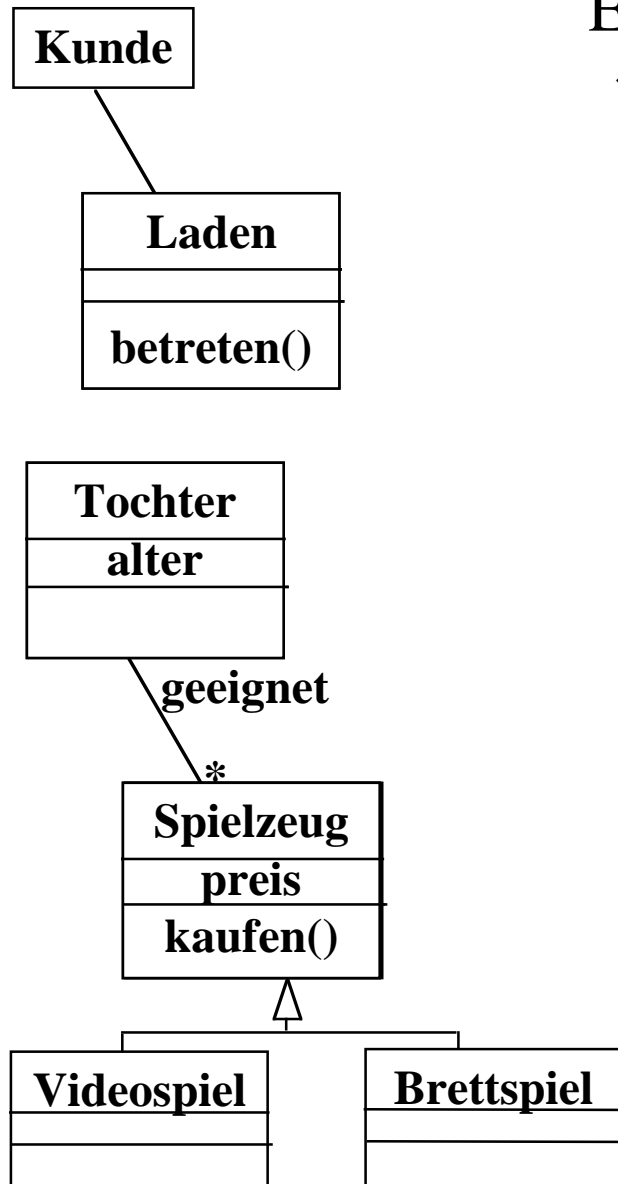 Kunde
Laden
betreten()
Tochter
alter
geeignet
*
Spielzeug
preis
kaufen()
Videospiel
Brettspiel